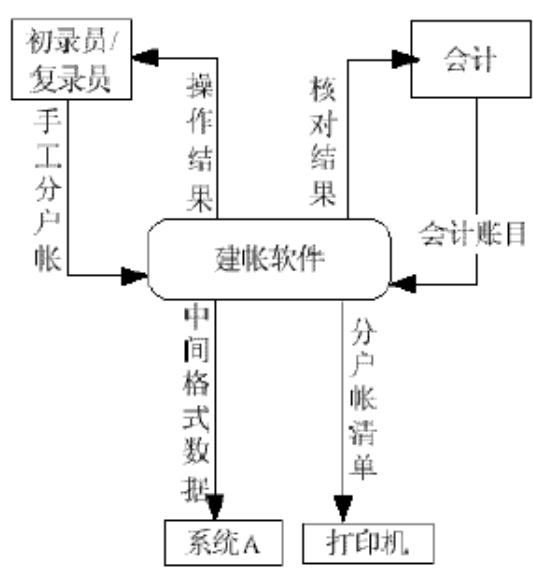 初录员/
复录员
会计
操作结果
核对结果
手工分户帐
会计账目
建帐软件
中间格式数据
分户帐清单
系统A
打印机